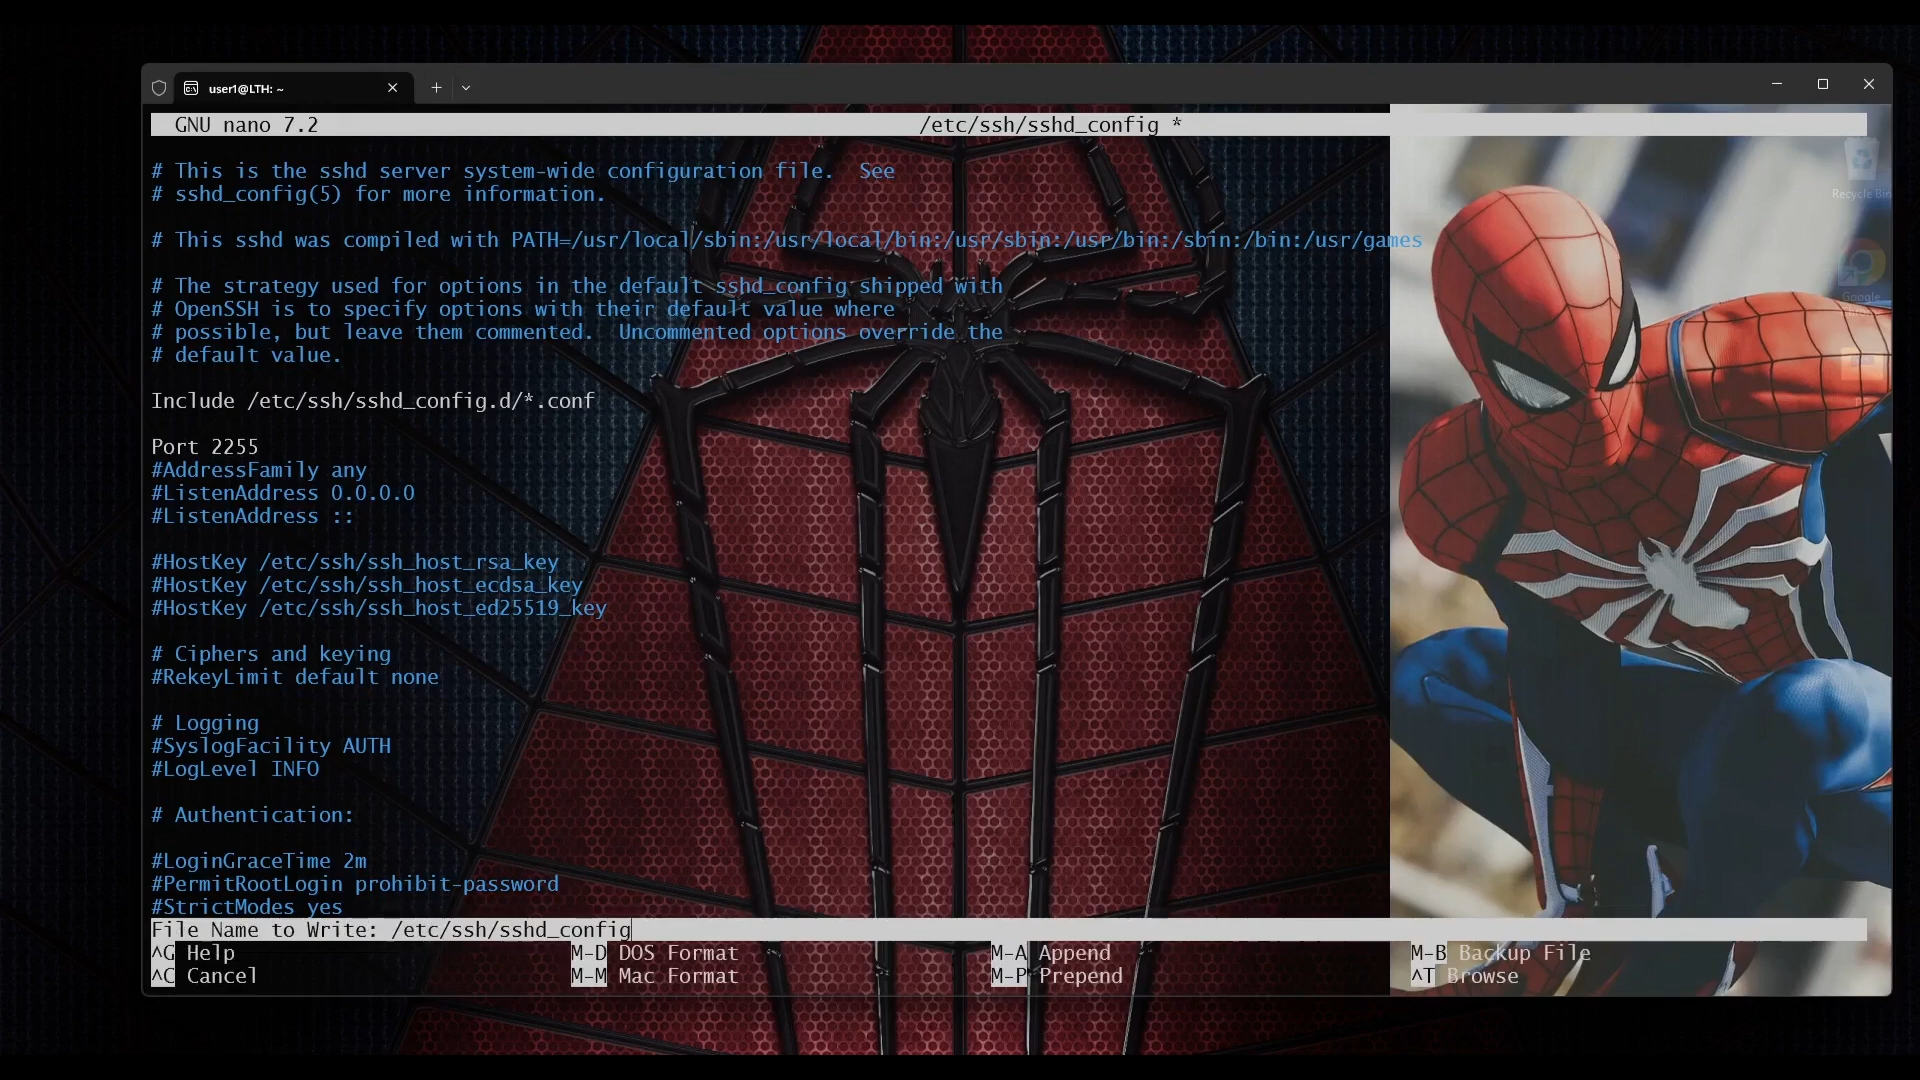 user1@LTH: ~
GNU nano 7.2 /etc/ssh/sshd_config *
# This is the sshd server system-wide configuration file.  See
# sshd_config(5) for more information.
# This sshd was compiled with PATH=/usr/local/sbin:/usr/local/bin:/usr/sbin:/usr/bin:/sbin:/bin:/usr/games
# The strategy used for options in the default sshd_config shipped with
# OpenSSH is to specify options with their default value where
# possible, but leave them commented.  Uncommented options override the
# default value.
Include /etc/ssh/sshd_config.d/*.conf
Port 2255
#AddressFamily any
#ListenAddress 0.0.0.0
#ListenAddress ::
#HostKey /etc/ssh/ssh_host_rsa_key
#HostKey /etc/ssh/ssh_host_ecdsa_key
#HostKey /etc/ssh/ssh_host_ed25519_key
# Ciphers and keying
#RekeyLimit default none
# Logging
#SyslogFacility AUTH
#LogLevel INFO
# Authentication:
#LoginGraceTime 2m
#PermitRootLogin prohibit-password
#StrictModes yes
File Name to Write: /etc/ssh/sshd_config
^G Help M-D DOS Format M-A Append M-B Backup File
^C Cancel M-M Mac Format M-P Prepend ^T Browse
Recycle Bin
Google